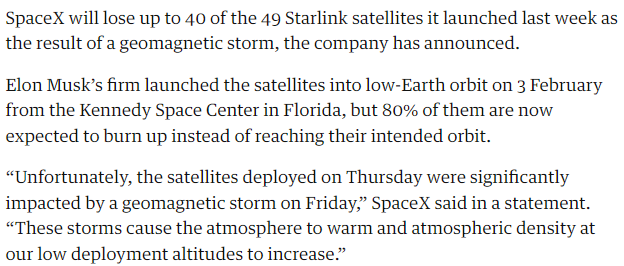 SpaceX will lose up to 40 of the 49 Starlink satellites it launched last week as
the result of a geomagnetic storm, the company has announced.
Elon Musk’s firm launched the satellites into low-Earth orbit on 3 February
from the Kennedy Space Center in Florida, but 80% of them are now
expected to burn up instead of reaching their intended orbit.
“Unfortunately, the satellites deployed on Thursday were significantly
impacted by a geomagnetic storm on Friday,” SpaceX said in a statement.
“These storms cause the atmosphere to warm and atmospheric density at
our low deployment altitudes to increase.”